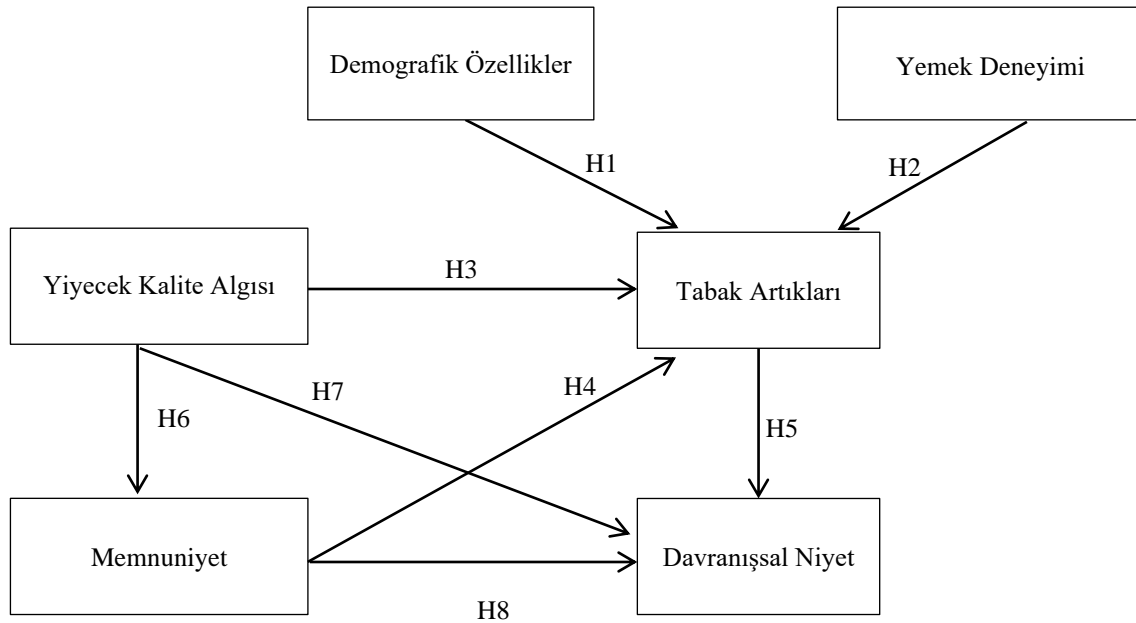 Demografik Özellikler
Yemek Deneyimi
H1
H2
Yiyecek Kalite Algısı
H3
Tabak Artıkları
H4
H7
H6
H5
Memnuniyet
Davranışsal Niyet
H8